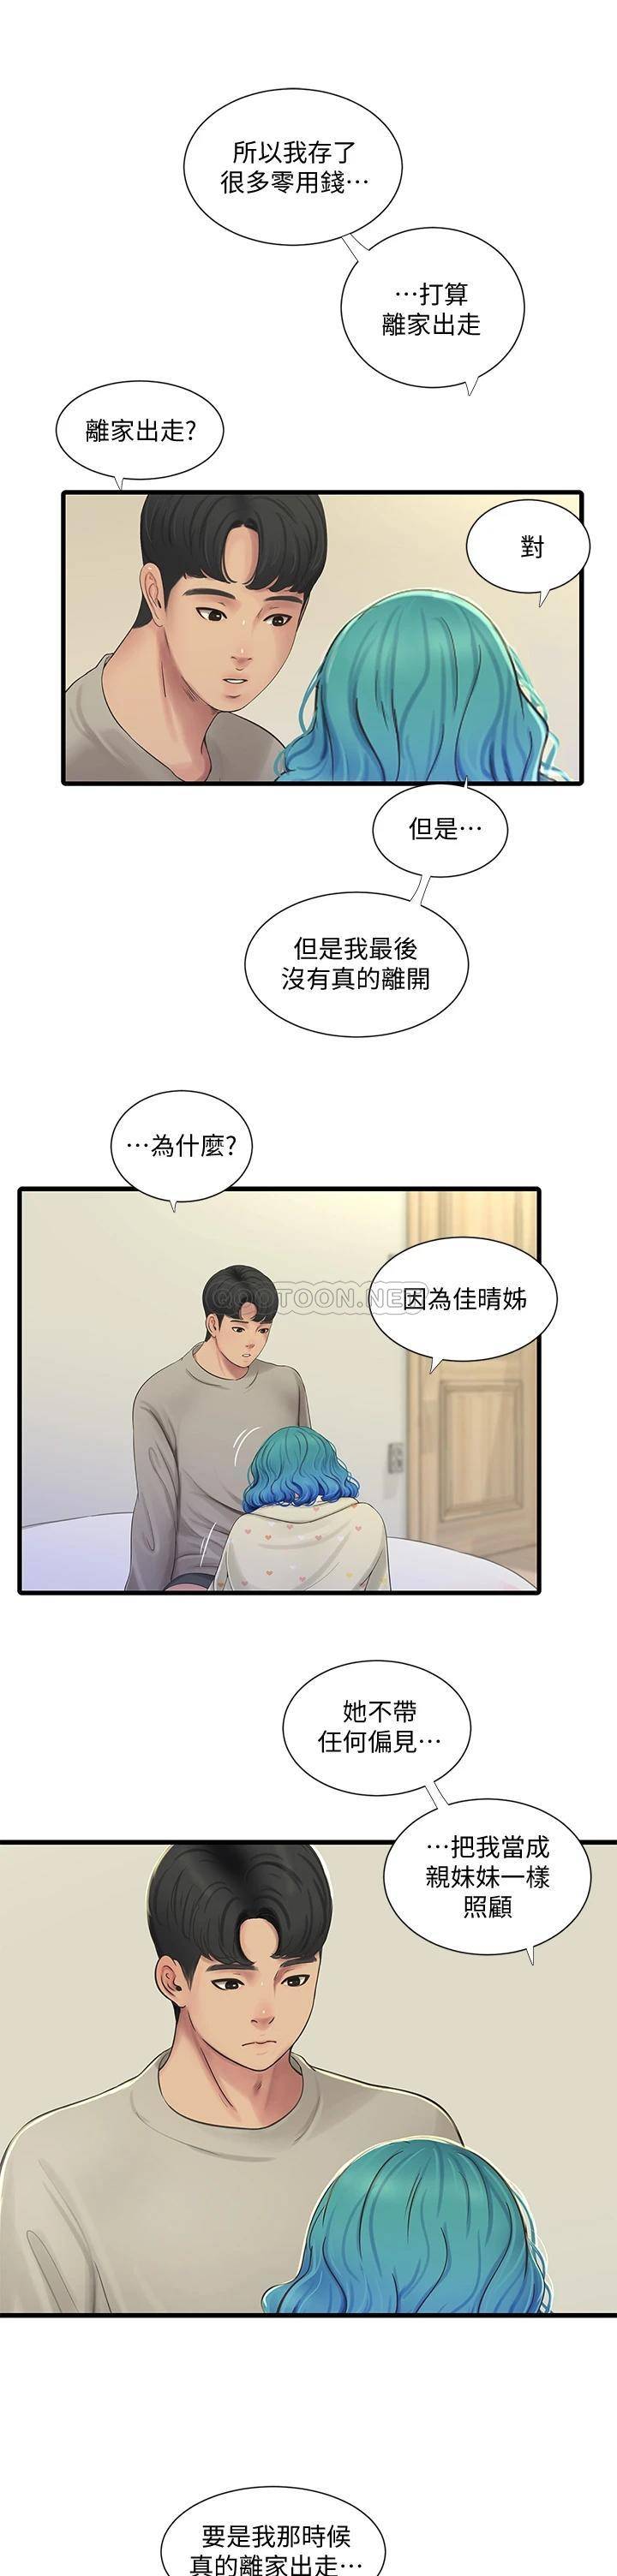 所以我存了
很多零用錢…
…打算
離家出走
離家出走?
對
但是…
但是我最後
沒有真的離開
…為什麼?
GODTOON.NET
因為佳晴姊
她不帶
任何偏見…
…把我當成
親妹妹一樣
照顧
要是我那時候
真的離家出走…